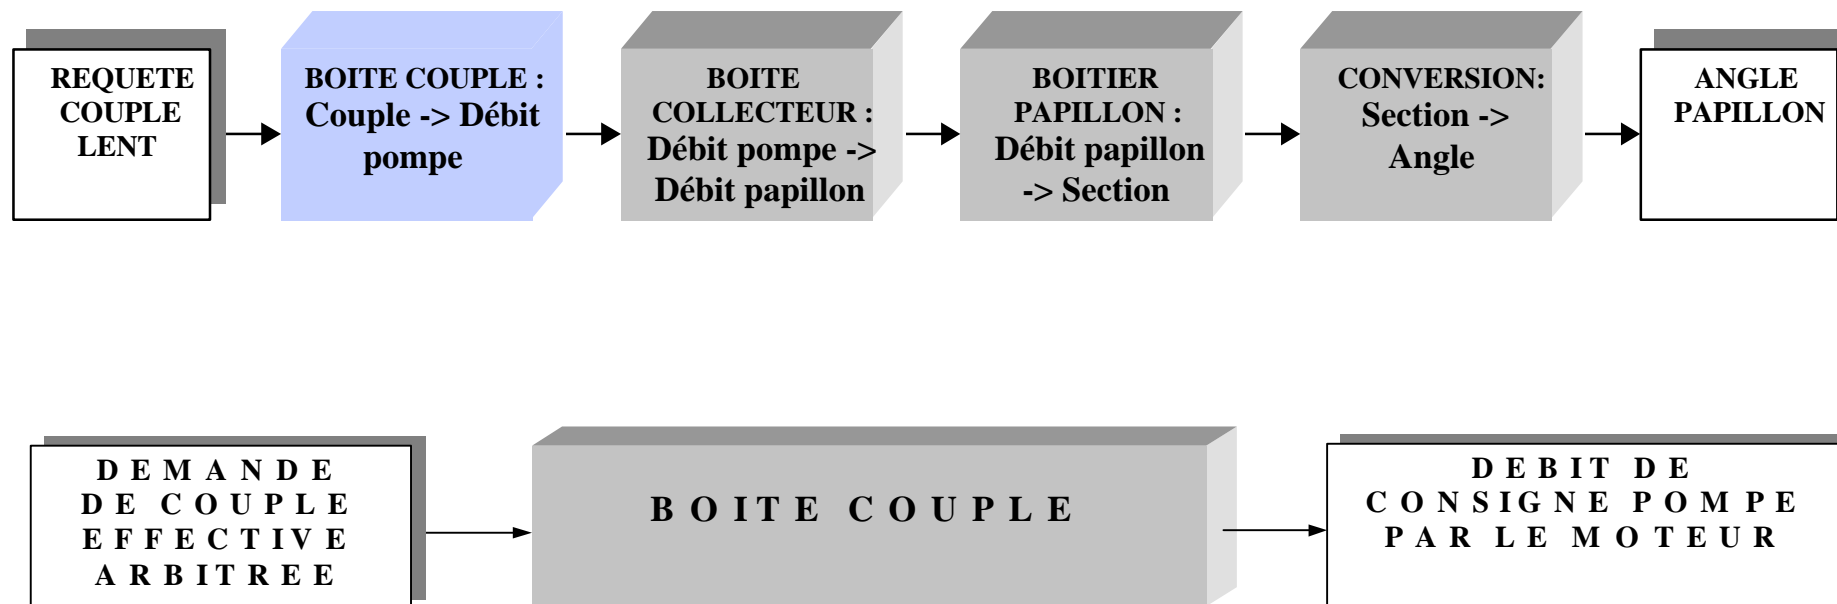 REQUETE
COUPLE
LENT
BOITE COUPLE :
Couple -> Débit
pompe
BOITE
COLLECTEUR :
Débit pompe ->
Débit papillon
BOITIER
PAPILLON :
Débit papillon
-> Section
CONVERSION:
Section ->
Angle
ANGLE
PAPILLON
DEMANDE
DE COUPLE
EFFECTIVE
ARBITREE
BOITE COUPLE
DEBIT DE
CONSIGNE POMPE
PAR LE MOTEUR